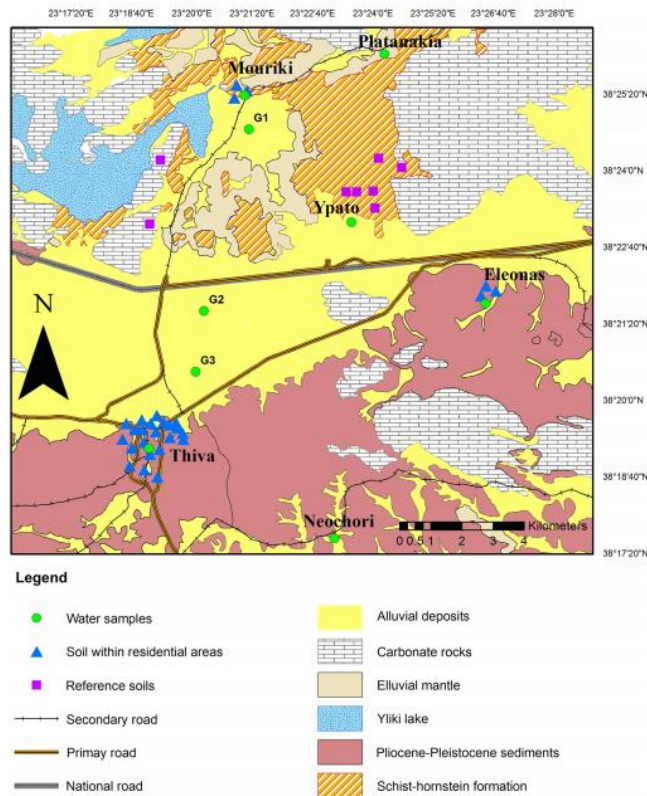 23°17'20"E 23°18'40"E 23°20'0"E 23°21'20"E 23°22'40"E 23°24'0"E 23°25'20"E 23°26'40"E 23°28'0"E
Platanakia
Mouriki
38°25'20"N
G1
38°24'0"N
Ypato
38°22'40"N
Eleonas
N
G2
38°21'20"N
G3
38°20'0"N
Thiva
38°18'40"N
Neochori
Kilometers
0 0.5 1 2 3 4
38°17'20"N
Legend
Water samples
Soil within residential areas
Reference soils
Secondary road
Primay road
National road
Alluvial deposits
Carbonate rocks
Elluvial mantle
Yliki lake
Pliocene-Pleistocene sediments
Schist-hornstein formation